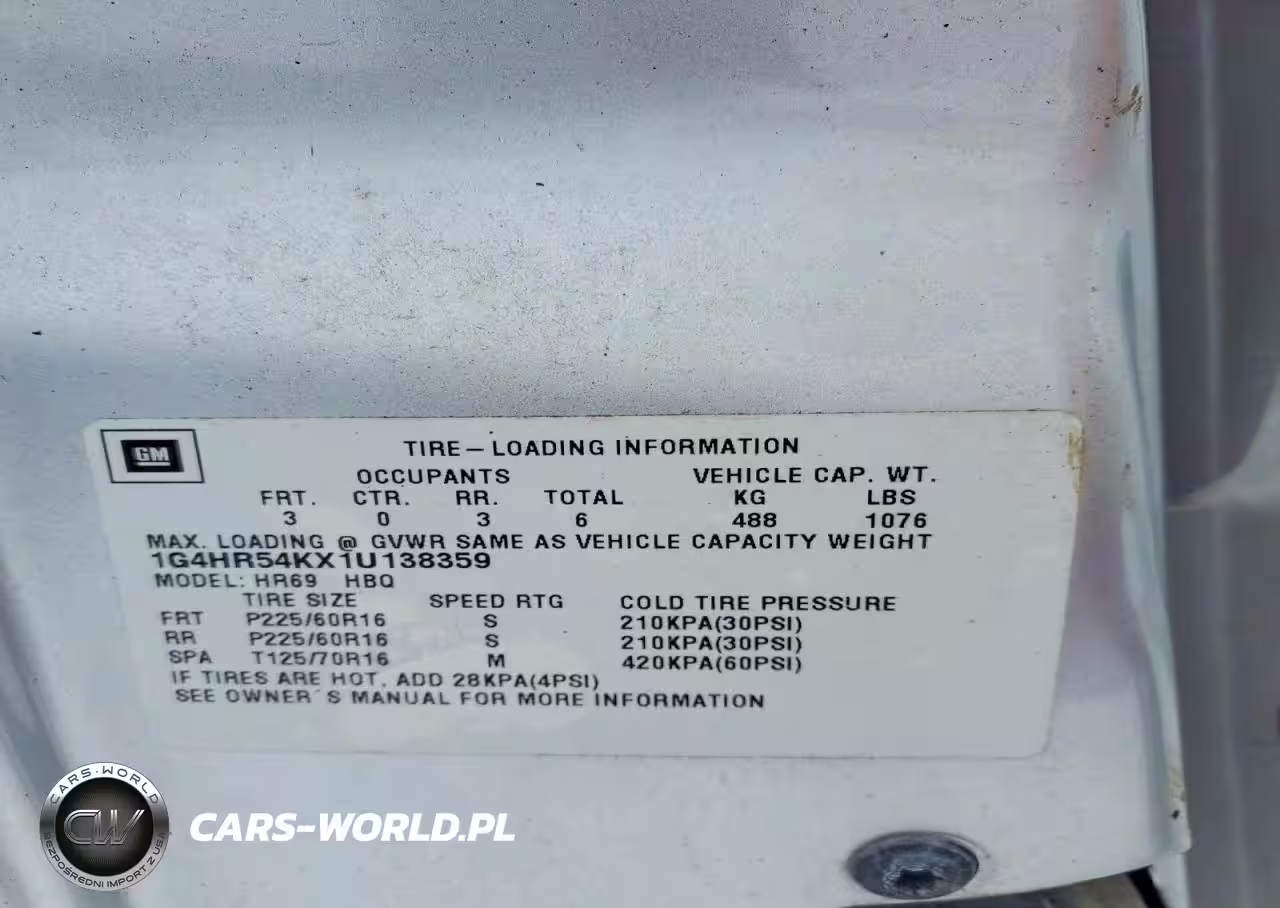 GM
TIRE-LOADING INFORMATION
OCCUPANTS VEHICLE CAP. WT.
FRT. CTR. RR. TOTAL KG LBS
3 0 3 6 488 1076
MAX. LOADING @ GVWR SAME AS VEHICLE CAPACITY WEIGHT
1G4HR54KX1U138359
MODEL: HR69 HBQ
TIRE SIZE SPEED RTG COLD TIRE PRESSURE
FRT P225/60R16 S 210KPA(30PSI)
RR P225/60R16 S 210KPA(30PSI)
SPA T125/70R16 M 420KPA(60PSI)
IF TIRES ARE HOT, ADD 28KPA(4PSI)
SEE OWNER´S MANUAL FOR MORE INFORMATION
CARS-WORLD
CW
BEZPOŚREDNI IMPORT Z USA
CARS-WORLD.PL